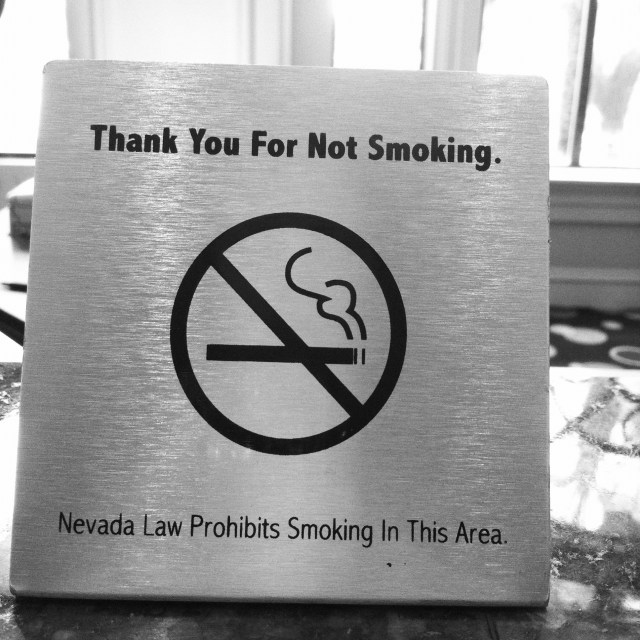 Thank You For Not Smoking.
Nevada Law Prohibits Smoking In This Area.